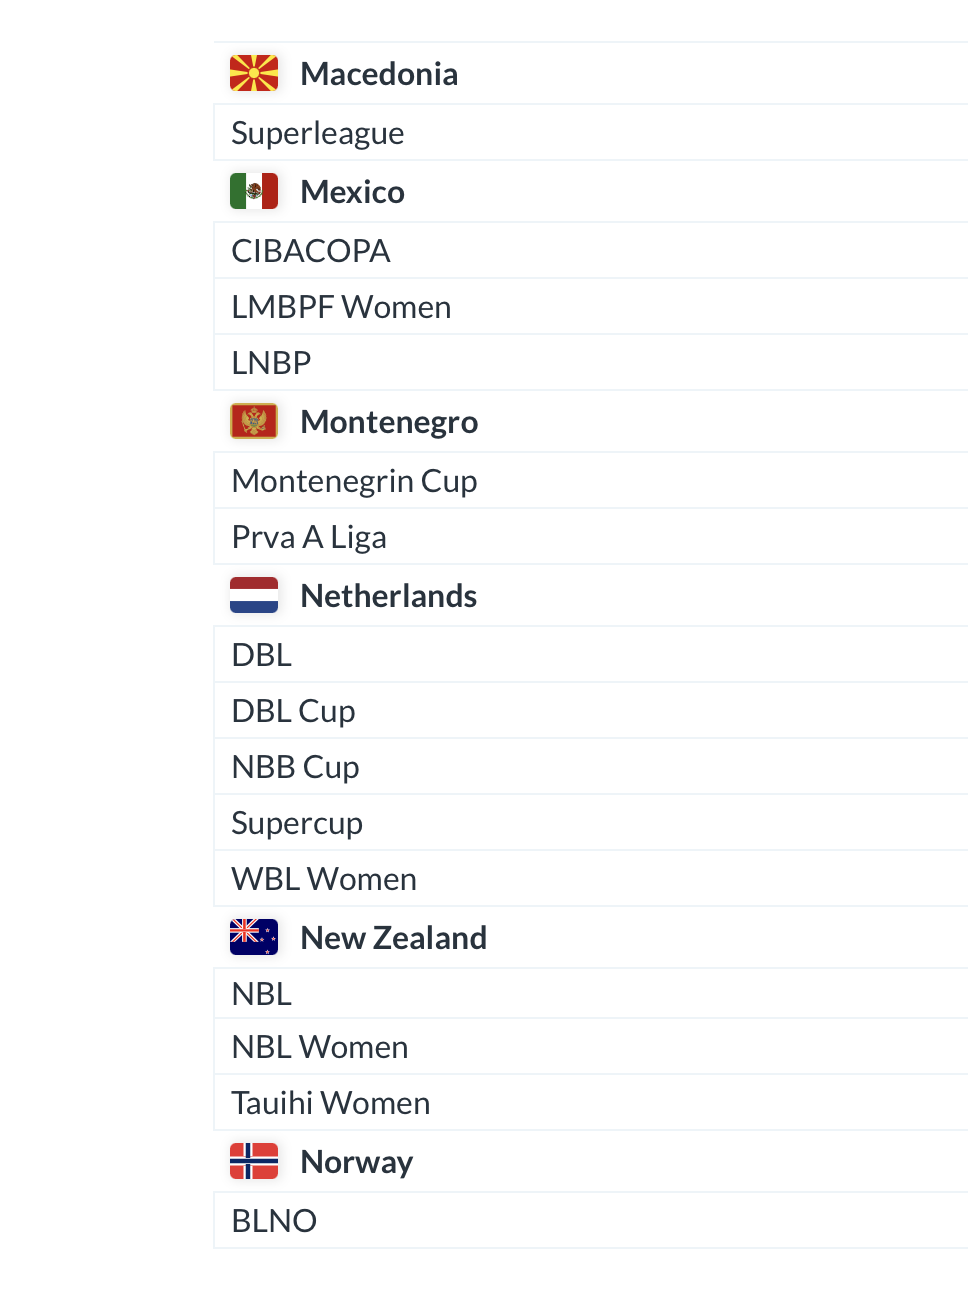 Macedonia
Superleague
Mexico
CIBACOPA
LMBPF Women
LNBP
Montenegro
Montenegrin Cup
Prva A Liga
Netherlands
DBL
DBL Cup
NBB Cup
Supercup
WBL Women
New Zealand
NBL
NBL Women
Tauihi Women
Norway
BLNO